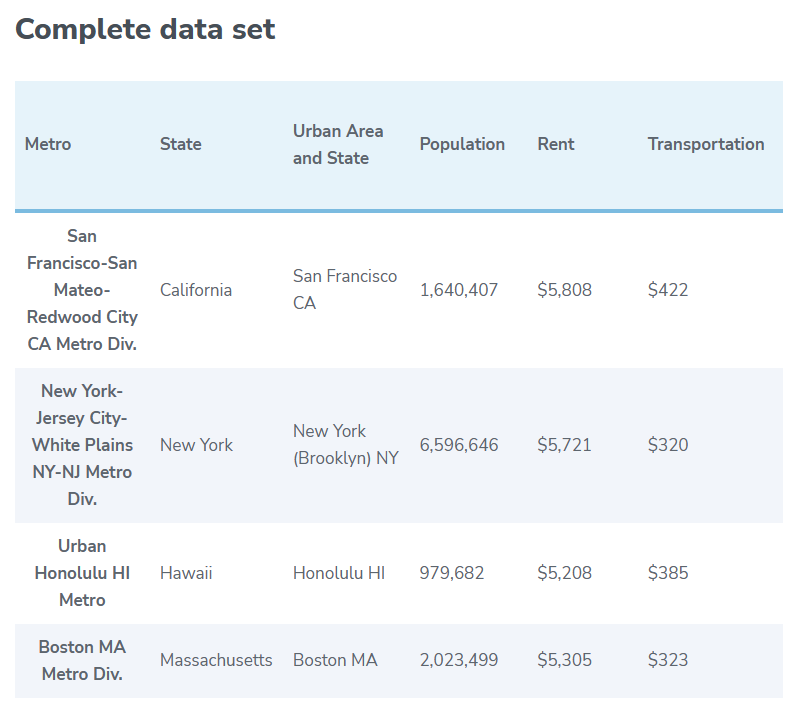 Complete data set
Metro State Urban Area and State Population Rent Transportation
San Francisco-San Mateo-Redwood City CA Metro Div. California San Francisco CA 1,640,407 $5,808 $422
New York-Jersey City-White Plains NY-NJ Metro Div. New York New York (Brooklyn) NY 6,596,646 $5,721 $320
Urban Honolulu HI Metro Hawaii Honolulu HI 979,682 $5,208 $385
Boston MA Metro Div. Massachusetts Boston MA 2,023,499 $5,305 $323